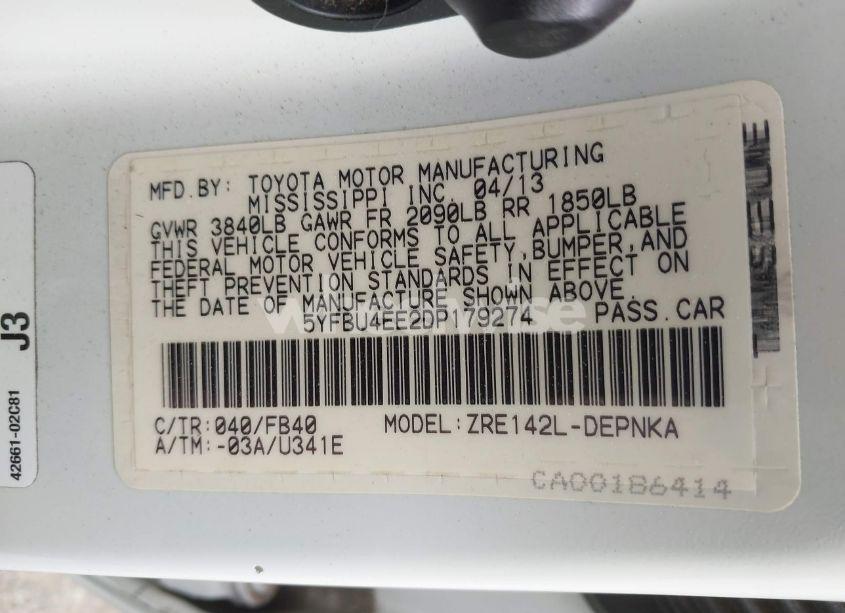 MFD.BY: TOYOTA MOTOR MANUFACTURING
MISSISSIPPI INC. 04/13
GVWR 3840LB GAWR FR 2090LB RR 1850LB
THIS VEHICLE CONFORMS TO ALL APPLICABLE
FEDERAL MOTOR VEHICLE SAFETY,BUMPER,AND
THEFT PREVENTION STANDARDS IN EFFECT ON
THE DATE OF MANUFACTURE SHOWN ABOVE.
5YFBU4EE2DP179274 PASS.CAR
C/TR:040/FB40 MODEL:ZRE142L-DEPNKA
A/TM:-03A/U341E
CA00186414
J3
42661-02C81